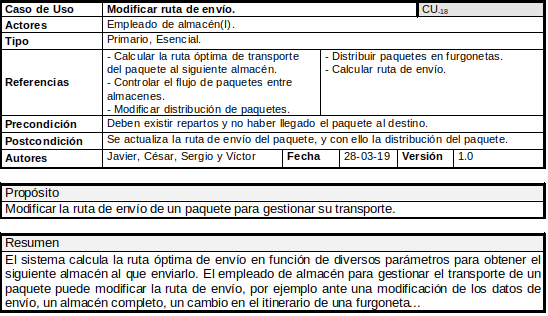 Caso de Uso Modificar ruta de envío. CU-18
Actores Empleado de almacén(I).
Tipo Primario, Esencial.
Referencias
- Calcular la ruta óptima de transporte
del paquete al siguiente almacén.
- Controlar el flujo de paquetes entre
almacenes.
- Modificar distribución de paquetes.
- Distribuir paquetes en furgonetas.
- Calcular ruta de envío.
Precondición Deben existir repartos y no haber llegado el paquete al destino.
Postcondición Se actualiza la ruta de envío del paquete, y con ello la distribución del paquete.
Autores Javier, César, Sergio y Víctor Fecha 28-03-19 Versión 1.0
Propósito
Modificar la ruta de envío de un paquete para gestionar su transporte.
Resumen
El sistema calcula la ruta óptima de envío en función de diversos parámetros para obtener el
siguiente almacén al que enviarlo. El empleado de almacén para gestionar el transporte de un
paquete puede modificar la ruta de envío, por ejemplo ante una modificación de los datos de
envío, un almacén completo, un cambio en el itinerario de una furgoneta...